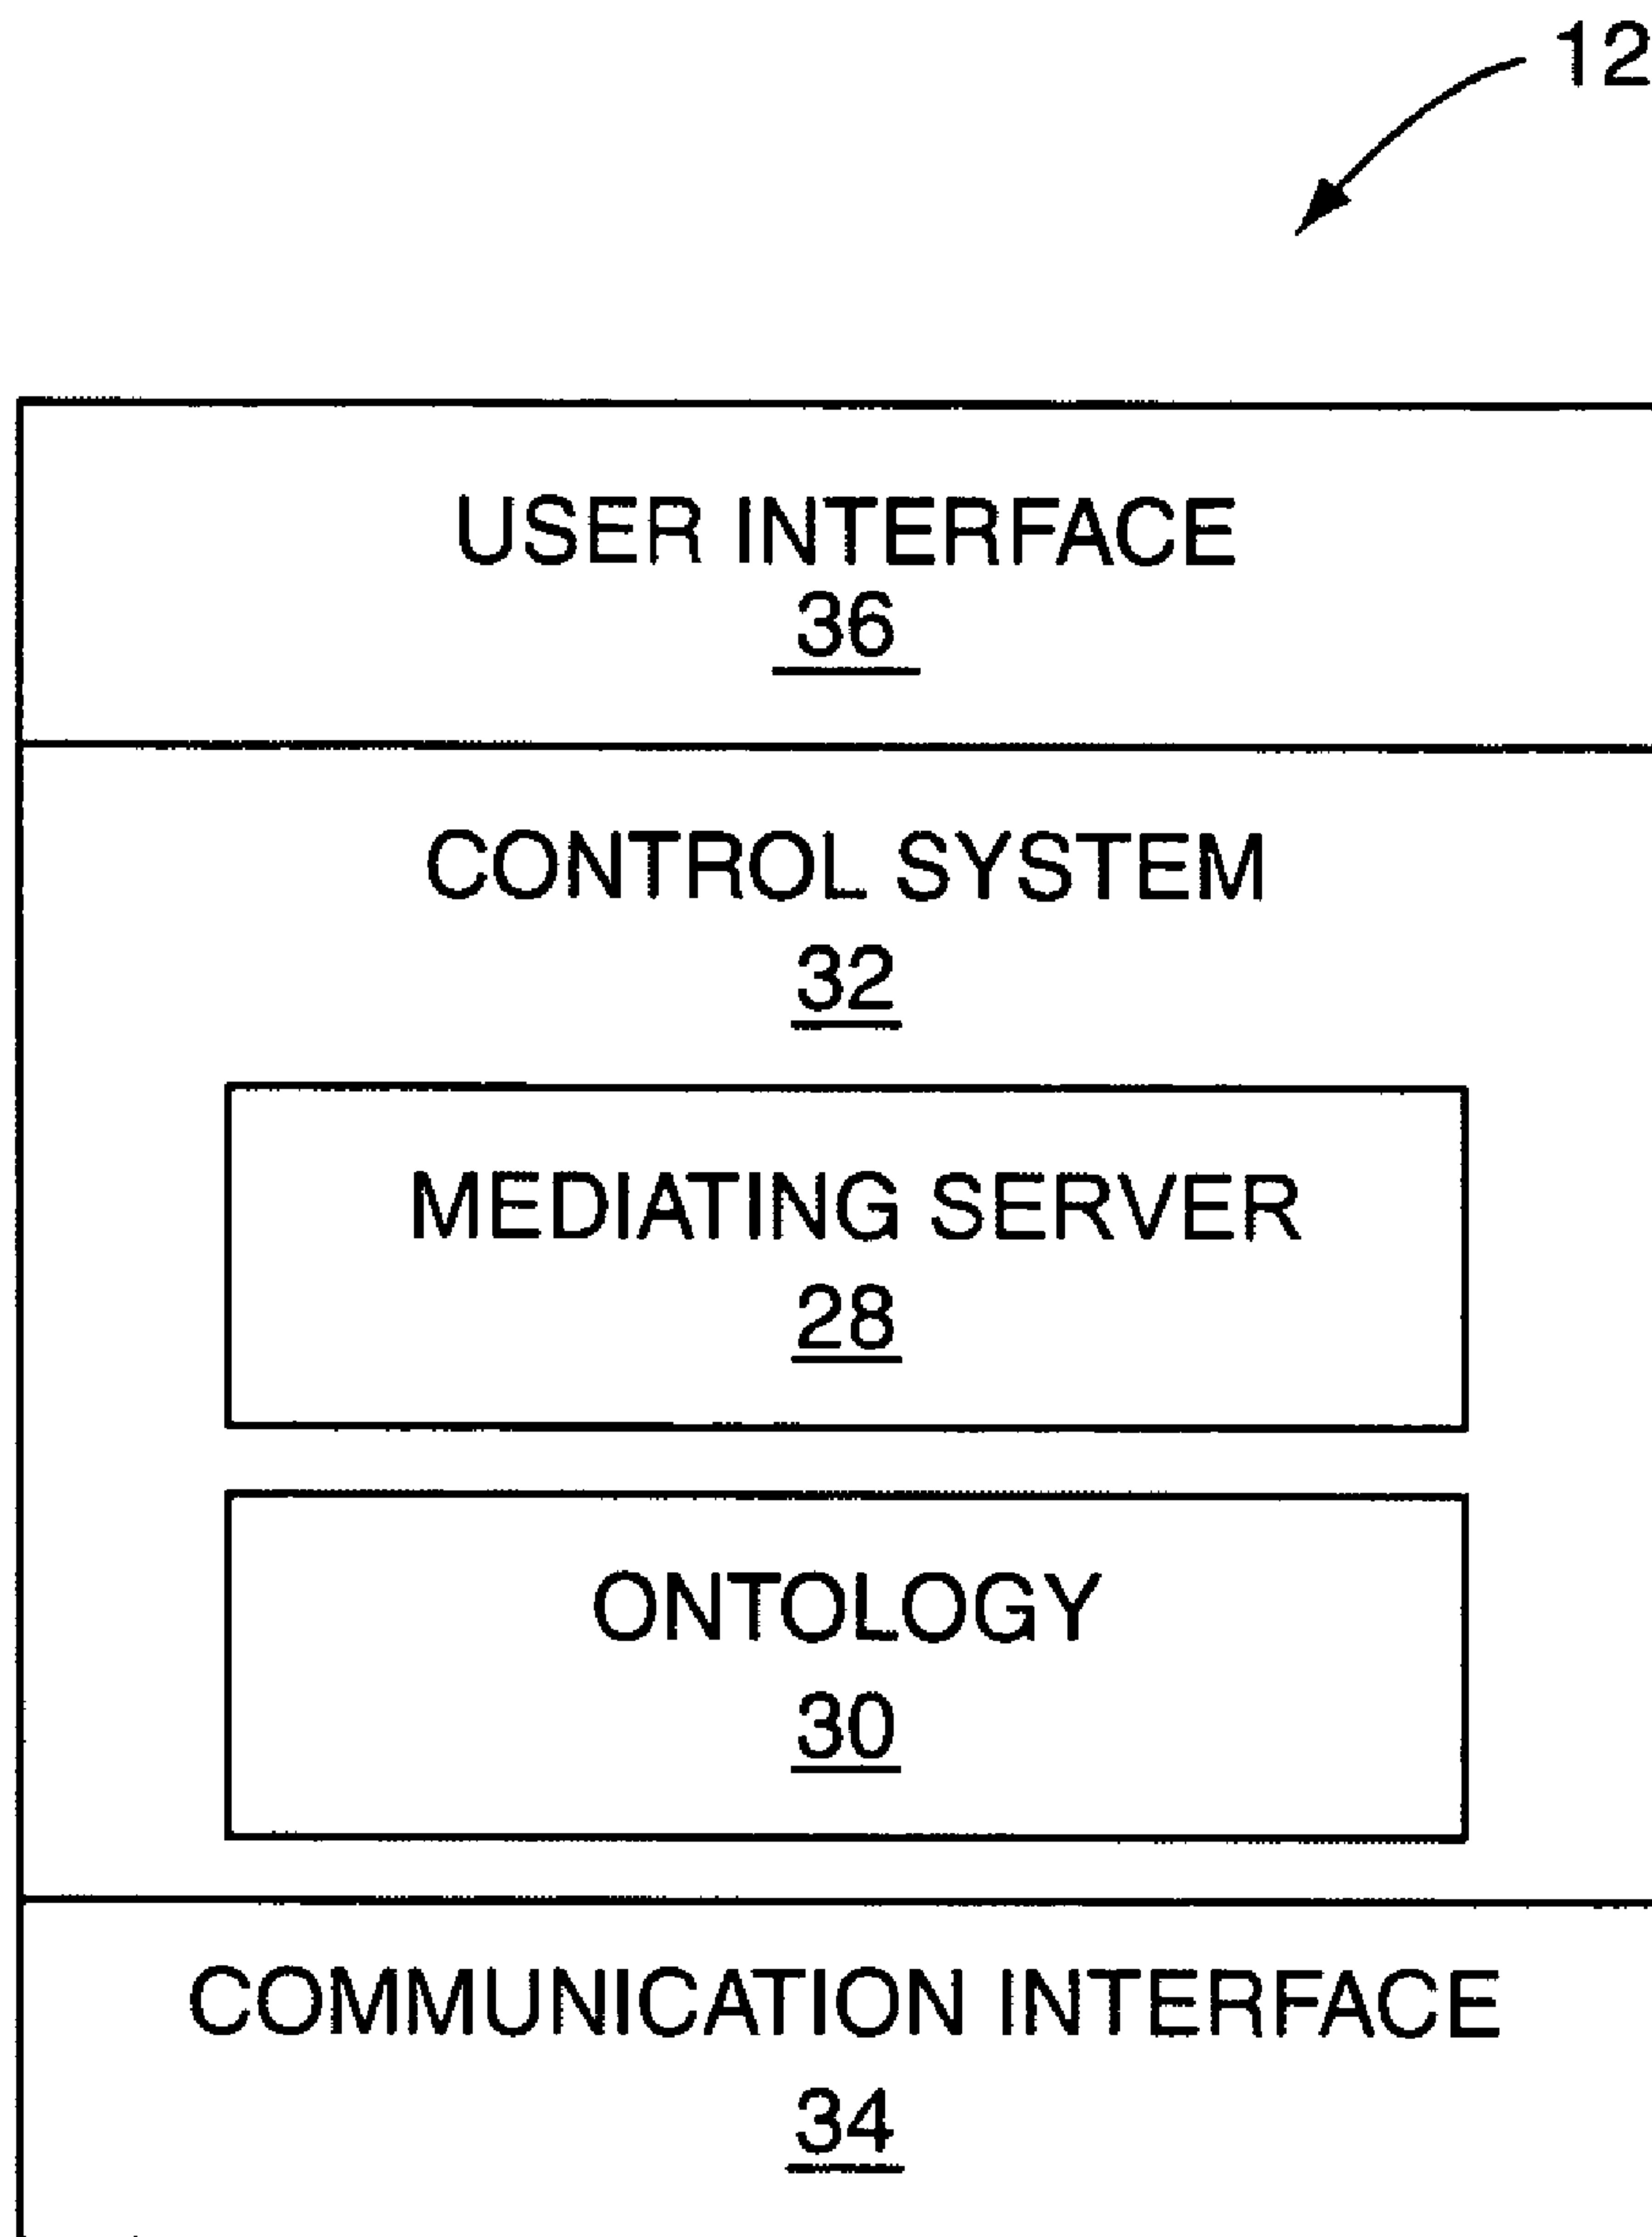 12
USER INTERFACE
36
CONTROL SYSTEM
32
MEDIATING SERVER
28
ONTOLOGY
30
COMMUNICATION INTERFACE
34